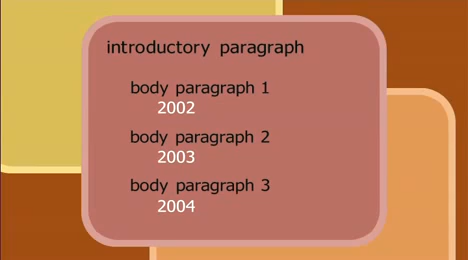 introductory paragraph
body paragraph 1
2002
body paragraph 2
2003
body paragraph 3
2004